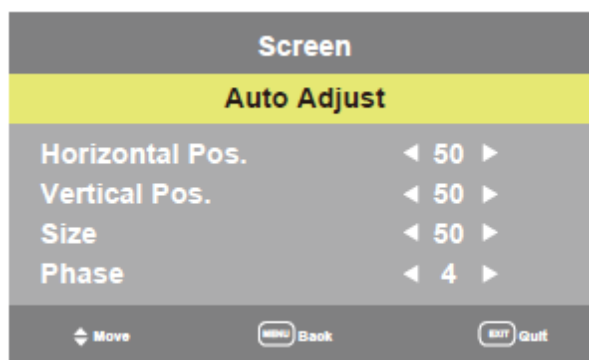 Screen
Auto Adjust
Horizontal Pos. 50
Vertical Pos. 50
Size 50
Phase 4
Move MENU Back EXIT Quit